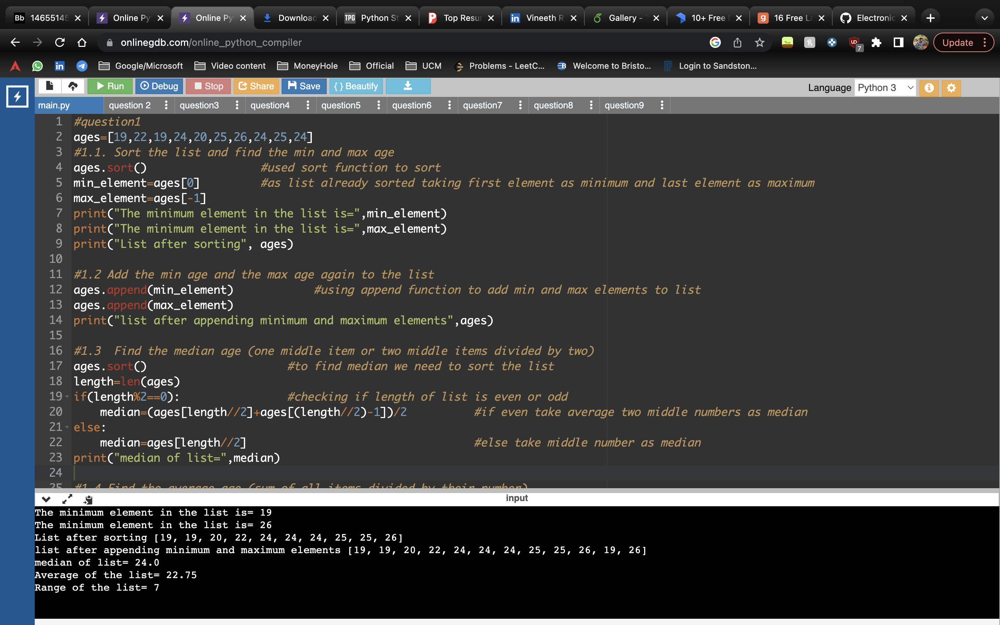 Bb 14655145 Online Py Online Py Download TPG Python St Top Resum in Vineeth R Gallery - 10+ Free 16 Free La Electronic
onlinegdb.com/online_python_compiler 7 Update
in Google/Microsoft Video content MoneyHole Official UCM Problems - LeetC... Welcome to Bristo... Login to Sandston...
Run Debug Stop Share Save {} Beautify Language Python 3
main.py question 2 question3 question4 question5 question6 question7 question8 question9
1 #question1
2 ages=[19,22,19,24,20,25,26,24,25,24]
3 #1.1. Sort the list and find the min and max age
4 ages.sort() #used sort function to sort
5 min_element=ages[0] #as list already sorted taking first element as minimum and last element as maximum
6 max_element=ages[-1]
7 print("The minimum element in the list is=",min_element)
8 print("The minimum element in the list is=",max_element)
9 print("List after sorting", ages)
10
11 #1.2 Add the min age and the max age again to the list
12 ages.append(min_element) #using append function to add min and max elements to list
13 ages.append(max_element)
14 print("list after appending minimum and maximum elements",ages)
15
16 #1.3  Find the median age (one middle item or two middle items divided by two)
17 ages.sort() #to find median we need to sort the list
18 length=len(ages)
19 if(length%2==0): #checking if length of list is even or odd
20 median=(ages[length//2]+ages[(length//2)-1])/2 #if even take average two middle numbers as median
21 else:
22 median=ages[length//2] #else take middle number as median
23 print("median of list=",median)
24
25 #1.4 Find the average age (sum of all items divided by their number)
input
The minimum element in the list is= 19
The minimum element in the list is= 26
List after sorting [19, 19, 20, 22, 24, 24, 24, 25, 25, 26]
list after appending minimum and maximum elements [19, 19, 20, 22, 24, 24, 24, 25, 25, 26, 19, 26]
median of list= 24.0
Average of the list= 22.75
Range of the list= 7